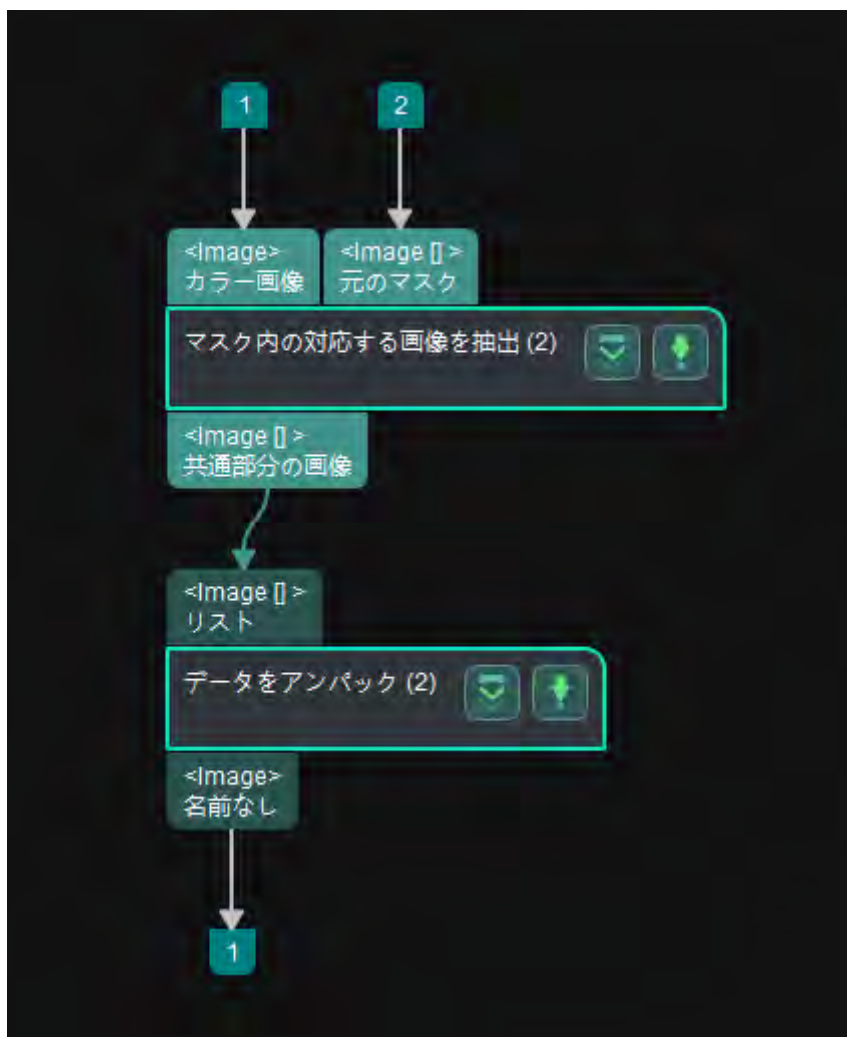 1 2
<Image> <Image []>
カラー画像 元のマスク
マスク内の対応する画像を抽出 (2)
<Image []>
共通部分の画像
<Image []>
リスト
データをアンパック (2)
<Image>
名前なし
1